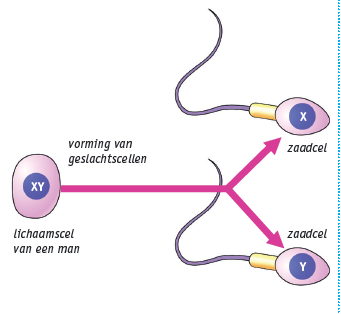 X
vorming van
geslachtscellen
zaadcel
XY
lichaamscel
van een man
zaadcel
Y